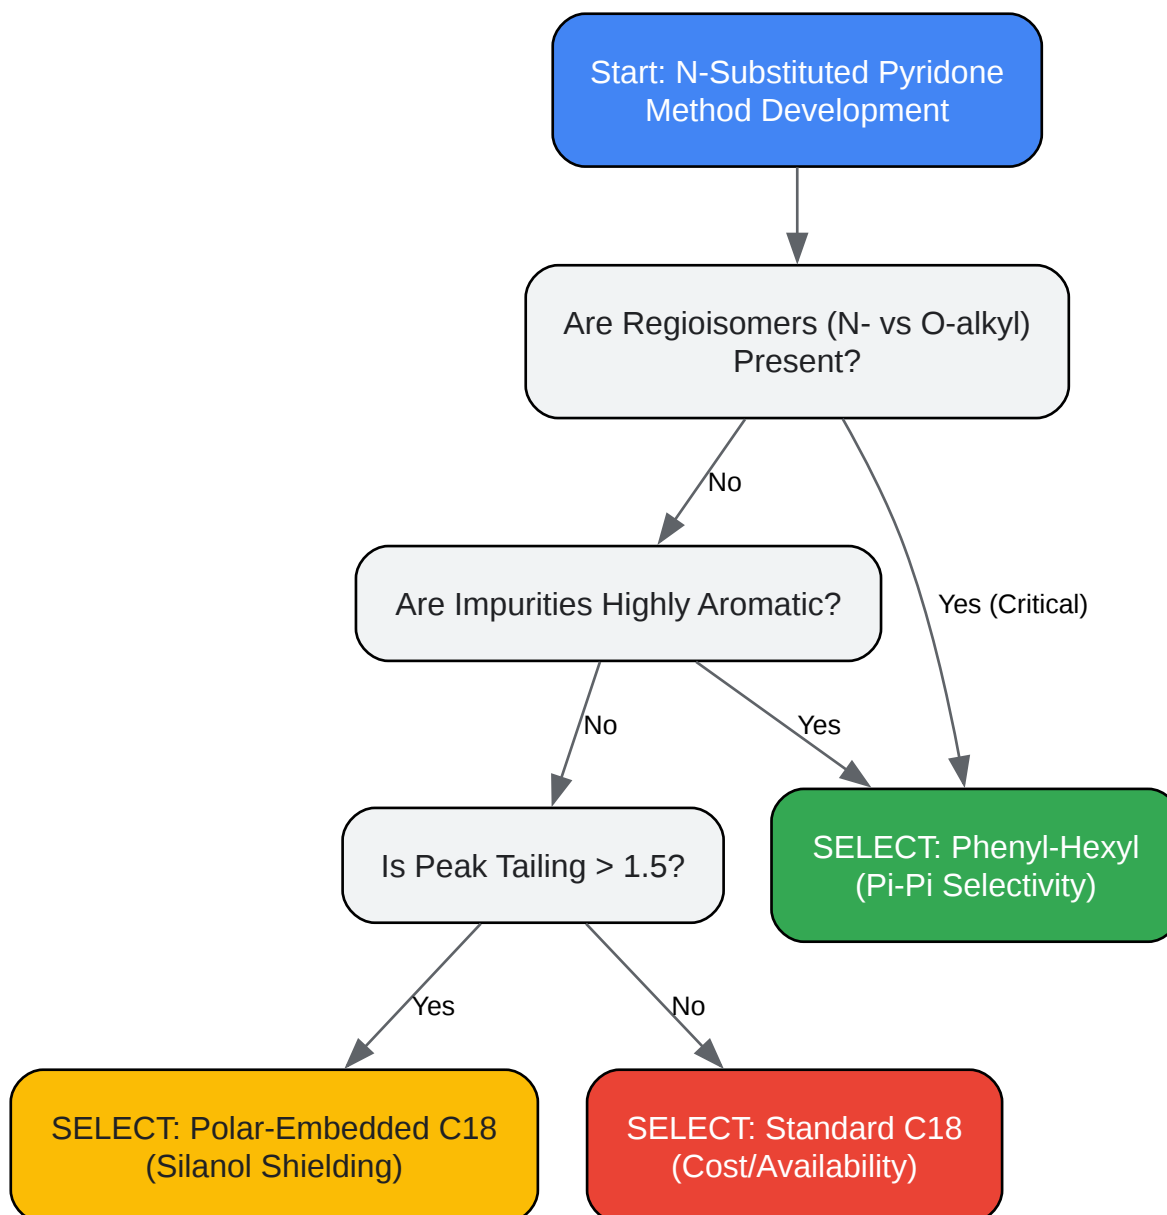 Start: N-Substituted Pyridone
Method Development
Are Regioisomers (N- vs O-alkyl)
Present?
No
Are Impurities Highly Aromatic?
Yes (Critical)
No
Yes
Is Peak Tailing > 1.5?
SELECT: Phenyl-Hexyl
(Pi-Pi Selectivity)
Yes
No
SELECT: Polar-Embedded C18
(Silanol Shielding)
SELECT: Standard C18
(Cost/Availability)